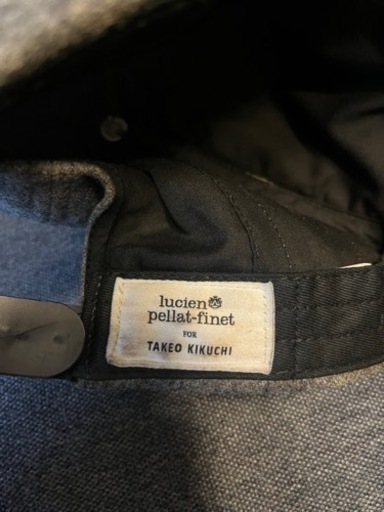 lucien
pellat-finet
FOR
TAKEO KIKUCHI